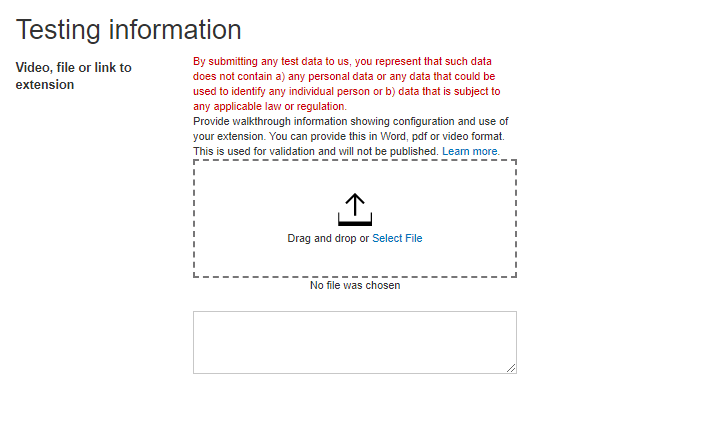 Testing information
Video, file or link to
extension
By submitting any test data to us, you represent that such data
does not contain a) any personal data or any data that could be
used to identify any individual person or b) data that is subject to
any applicable law or regulation.
Provide walkthrough information showing configuration and use of
your extension. You can provide this in Word, pdf or video format.
This is used for validation and will not be published. Learn more.
Drag and drop or Select File
No file was chosen